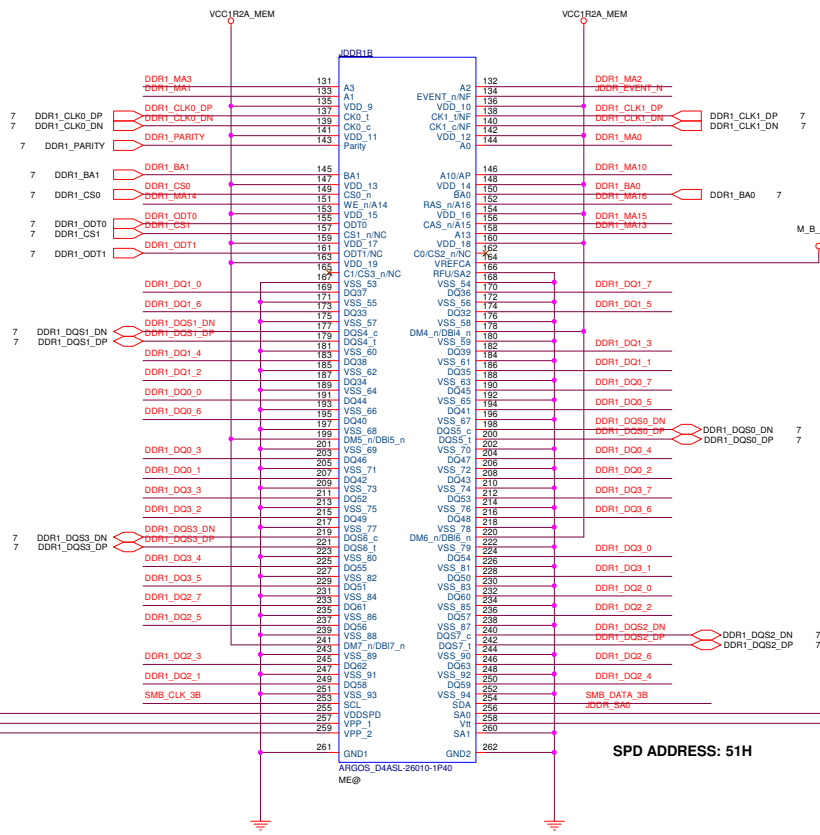 VCC1R2A_MEM VCC1R2A_MEM
JDDR1B
DDR1_MA3 131 A3 A2 132 DDR1_MA2
DDR1_MA1 133 A1 EVENT_n/NF 134 JDDR_EVENT_N
135 VDD_9 VDD_10 136
7 DDR1_CLK0_DP DDR1_CLK0_DP 137 CK0_t CK1_t/NF 138 DDR1_CLK1_DP DDR1_CLK1_DP 7
7 DDR1_CLK0_DN DDR1_CLK0_DN 139 CK0_c CK1_c/NF 140 DDR1_CLK1_DN DDR1_CLK1_DN 7
141 VDD_11 VDD_12 142
7 DDR1_PARITY DDR1_PARITY 143 Parity A0 144 DDR1_MA0
7 DDR1_BA1 DDR1_BA1 145 BA1 A10/AP 146 DDR1_MA10
147 VDD_13 VDD_14 148
7 DDR1_CS0 DDR1_CS0 149 CS0_n BA0 150 DDR1_BA0 DDR1_BA0 7
DDR1_MA14 151 WE_n/A14 RAS_n/A16 152 DDR1_MA16
153 VDD_15 VDD_16 154
7 DDR1_ODT0 DDR1_ODT0 155 ODT0 CAS_n/A15 156 DDR1_MA15
7 DDR1_CS1 DDR1_CS1 157 CS1_n/NC A13 158 DDR1_MA13
159 VDD_17 VDD_18 160
M_B_
7 DDR1_ODT1 DDR1_ODT1 161 ODT1/NC C0/CS2_n/NC 162
163 VDD_19 VREFCA 164
165 C1/CS3_n/NC RFU/SA2 166
167 VSS_53 VSS_54 168
DDR1_DQ1_0 169 DQ37 DQ36 170 DDR1_DQ1_7
171 VSS_55 VSS_56 172
DDR1_DQ1_6 173 DQ33 DQ32 174 DDR1_DQ1_5
175 VSS_57 VSS_58 176
7 DDR1_DQS1_DN DDR1_DQS1_DN 177 DQS4_c DM4_n/DBI4_n 178
7 DDR1_DQS1_DP DDR1_DQS1_DP 179 DQS4_t VSS_59 180
181 VSS_60 DQ39 182 DDR1_DQ1_3
DDR1_DQ1_4 183 DQ38 VSS_61 184
185 VSS_62 DQ35 186 DDR1_DQ1_1
DDR1_DQ1_2 187 DQ34 VSS_63 188
189 VSS_64 DQ45 190 DDR1_DQ0_7
DDR1_DQ0_0 191 DQ44 VSS_65 192
193 VSS_66 DQ41 194 DDR1_DQ0_5
DDR1_DQ0_6 195 DQ40 VSS_67 196
197 VSS_68 DQS5_c 198 DDR1_DQS0_DN DDR1_DQS0_DN 7
199 DM5_n/DBI5_n DQS5_t 200 DDR1_DQS0_DP DDR1_DQS0_DP 7
201 VSS_69 VSS_70 202
DDR1_DQ0_3 203 DQ46 DQ47 204 DDR1_DQ0_4
205 VSS_71 VSS_72 206
DDR1_DQ0_1 207 DQ42 DQ43 208 DDR1_DQ0_2
209 VSS_73 VSS_74 210
DDR1_DQ3_3 211 DQ52 DQ53 212 DDR1_DQ3_7
213 VSS_75 VSS_76 214
DDR1_DQ3_2 215 DQ49 DQ48 216 DDR1_DQ3_6
217 VSS_77 VSS_78 218
7 DDR1_DQS3_DN DDR1_DQS3_DN 219 DQS6_c DM6_n/DBI6_n 220
7 DDR1_DQS3_DP DDR1_DQS3_DP 221 DQS6_t VSS_79 222
223 VSS_80 DQ54 224 DDR1_DQ3_0
DDR1_DQ3_4 225 DQ55 VSS_81 226
227 VSS_82 DQ50 228 DDR1_DQ3_1
DDR1_DQ3_5 229 DQ51 VSS_83 230
231 VSS_84 DQ60 232 DDR1_DQ2_0
DDR1_DQ2_7 233 DQ61 VSS_85 234
235 VSS_86 DQ57 236 DDR1_DQ2_2
DDR1_DQ2_5 237 DQ56 VSS_87 238
239 VSS_88 DQS7_c 240 DDR1_DQS2_DN DDR1_DQS2_DN 7
241 DM7_n/DBI7_n DQS7_t 242 DDR1_DQS2_DP DDR1_DQS2_DP 7
243 VSS_89 VSS_90 244
DDR1_DQ2_3 245 DQ62 DQ63 246 DDR1_DQ2_6
247 VSS_91 VSS_92 248
DDR1_DQ2_1 249 DQ58 DQ59 250 DDR1_DQ2_4
251 VSS_93 VSS_94 252
SMB_CLK_3B 253 SCL SDA 254 SMB_DATA_3B
255 VDDSPD SA0 256 JDDR_SA0
257 VPP_1 Vtt 258
259 VPP_2 SA1 260
261 GND1 GND2 262
SPD ADDRESS: 51H
ARGOS_D4ASL-26010-1P40
ME@